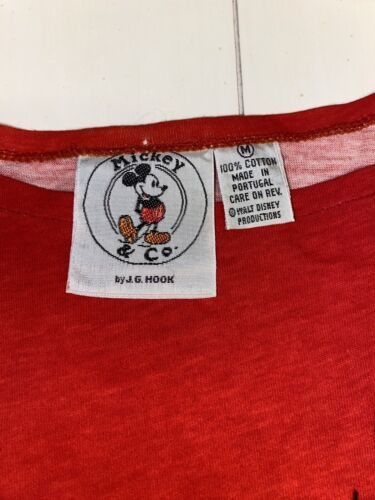 Mickey
& Co.
by J.G. HOOK
M
100% COTTON
MADE IN
PORTUGAL
CARE ON REV.
© WALT DISNEY
PRODUCTIONS